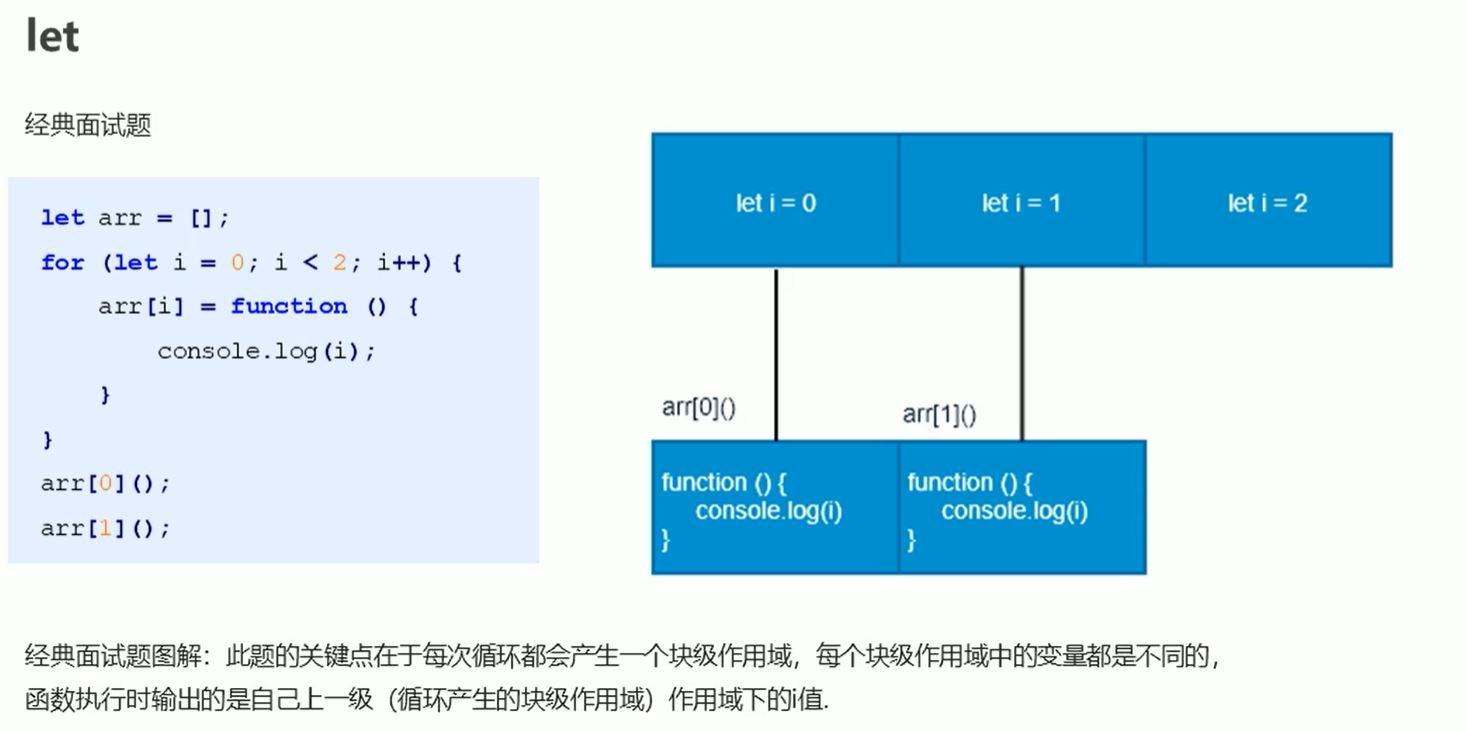 let
经典面试题
let arr = [];
for (let i = 0; i < 2; i++) {
    arr[i] = function () {
        console.log(i);
    }
}
arr[0]();
arr[1]();
let i = 0
let i = 1
let i = 2
arr[0]()
arr[1]()
function () {
    console.log(i)
}
function () {
    console.log(i)
}
经典面试题图解：此题的关键点在于每次循环都会产生一个块级作用域，每个块级作用域中的变量都是不同的，
函数执行时输出的是自己上一级（循环产生的块级作用域）作用域下的i值.